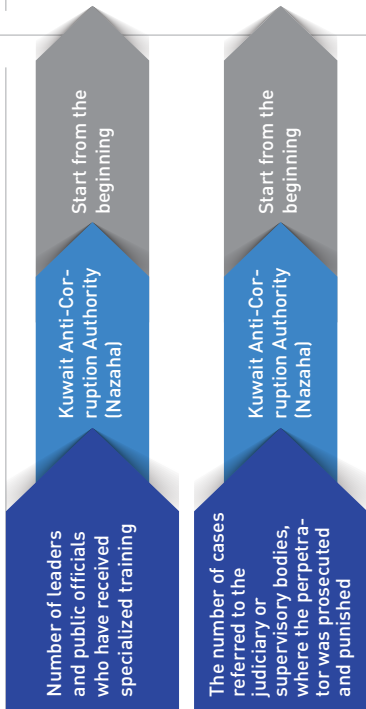 Number of leaders
and public officials
who have received
specialized training
Kuwait Anti-Cor-
ruption Authority
(Nazaha)
Start from the
beginning
The number of cases
referred to the
judiciary or
supervisory bodies,
where the perpetra-
tor was prosecuted
and punished
Kuwait Anti-Cor-
ruption Authority
(Nazaha)
Start from the
beginning